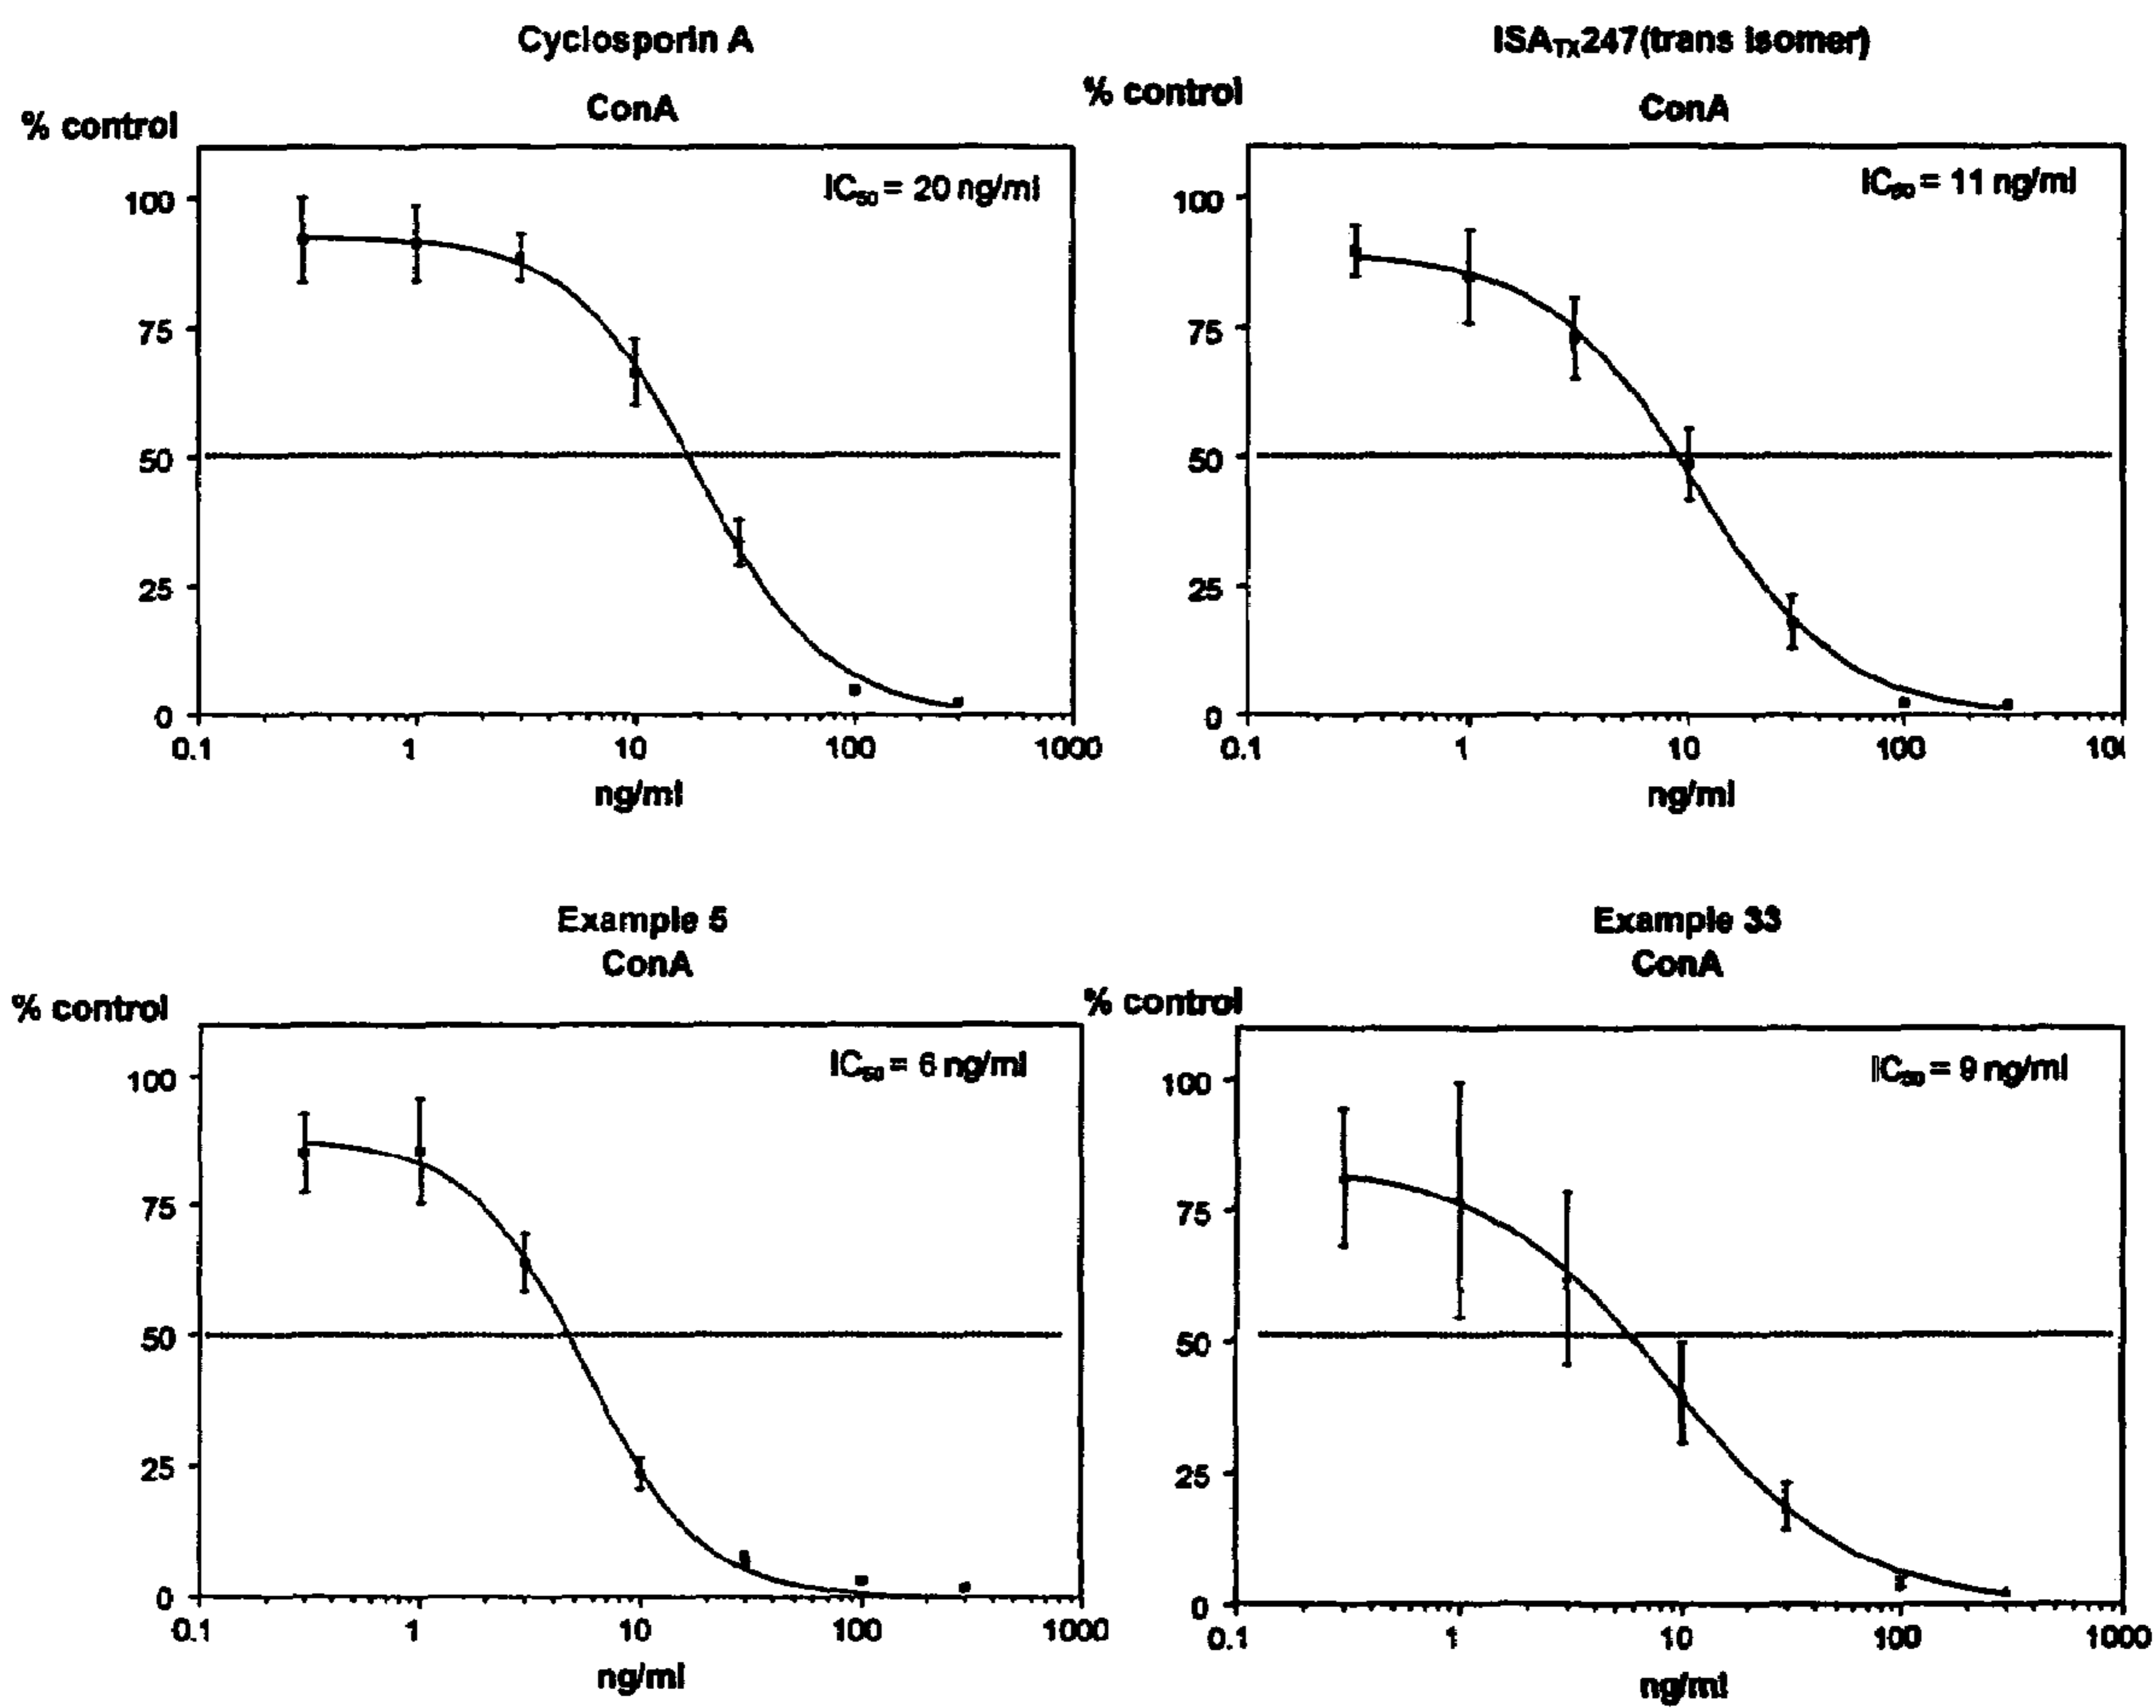 Cyclosporin A
ConA
% control
IC50 = 20 ng/ml
100
75
50
25
0
0.1 1 10 100 1000
ng/ml
ISATX247(trans isomer)
ConA
% control
IC50 = 11 ng/ml
100
75
50
25
0
0.1 1 10 100 100
ng/ml
Example 5
ConA
% control
IC50 = 6 ng/ml
100
75
50
25
0
0.1 1 10 100 1000
ng/ml
Example 33
ConA
% control
IC50 = 9 ng/ml
100
75
50
25
0
0.1 1 10 100 1000
ng/ml